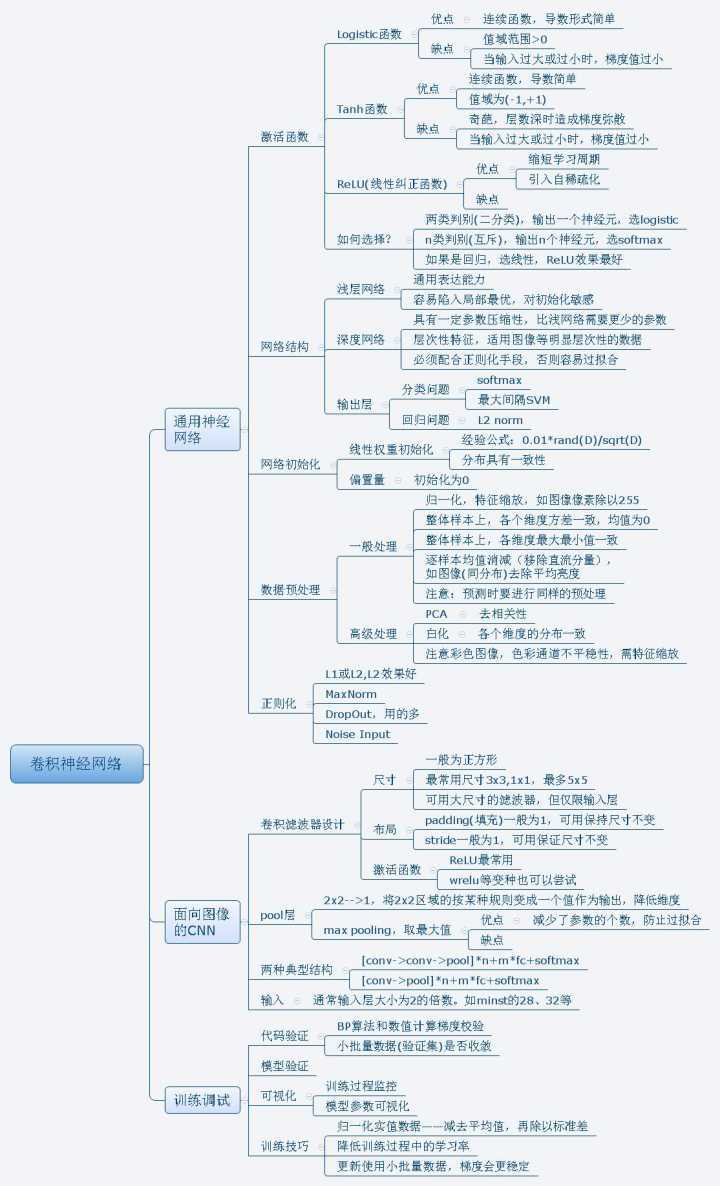 卷积神经网络
通用神经
网络
激活函数
Logistic函数
优点
连续函数，导数形式简单
缺点
值域范围>0
当输入过大或过小时，梯度值过小
Tanh函数
优点
连续函数，导数简单
值域为(-1,+1)
缺点
奇葩，层数深时造成梯度弥散
当输入过大或过小时，梯度值过小
ReLU(线性纠正函数)
优点
缩短学习周期
引入自稀疏化
缺点
如何选择？
两类判别(二分类)，输出一个神经元，选logistic
n类判别(互斥)，输出n个神经元，选softmax
如果是回归，选线性，ReLU效果最好
网络结构
浅层网络
通用表达能力
容易陷入局部最优，对初始化敏感
深度网络
具有一定参数压缩性，比浅网络需要更少的参数
层次性特征，适用图像等明显层次性的数据
必须配合正则化手段，否则容易过拟合
输出层
分类问题
softmax
最大间隔SVM
回归问题
L2 norm
网络初始化
线性权重初始化
经验公式：0.01*rand(D)/sqrt(D)
分布具有一致性
偏置量
初始化为0
数据预处理
一般处理
归一化，特征缩放，如图像像素除以255
整体样本上，各个维度方差一致，均值为0
整体样本上，各维度最大最小值一致
逐样本均值消减（移除直流分量），
如图像(同分布)去除平均亮度
注意：预测时要进行同样的预处理
高级处理
PCA
去相关性
白化
各个维度的分布一致
注意彩色图像，色彩通道不平稳性，需特征缩放
正则化
L1或L2,L2效果好
MaxNorm
DropOut，用的多
Noise Input
面向图像
的CNN
卷积滤波器设计
尺寸
一般为正方形
最常用尺寸3x3,1x1，最多5x5
可用大尺寸的滤波器，但仅限输入层
布局
padding(填充)一般为1，可用保持尺寸不变
stride一般为1，可用保证尺寸不变
激活函数
ReLU最常用
wrelu等变种也可以尝试
pool层
2x2-->1，将2x2区域的按某种规则变成一个值作为输出，降低维度
max pooling，取最大值
优点
减少了参数的个数，防止过拟合
缺点
两种典型结构
[conv->conv->pool]*n+m*fc+softmax
[conv->pool]*n+m*fc+softmax
输入
通常输入层大小为2的倍数。如minst的28、32等
训练调试
代码验证
BP算法和数值计算梯度校验
小批量数据(验证集)是否收敛
模型验证
可视化
训练过程监控
模型参数可视化
训练技巧
归一化实值数据——减去平均值，再除以标准差
降低训练过程中的学习率
更新使用小批量数据，梯度会更稳定